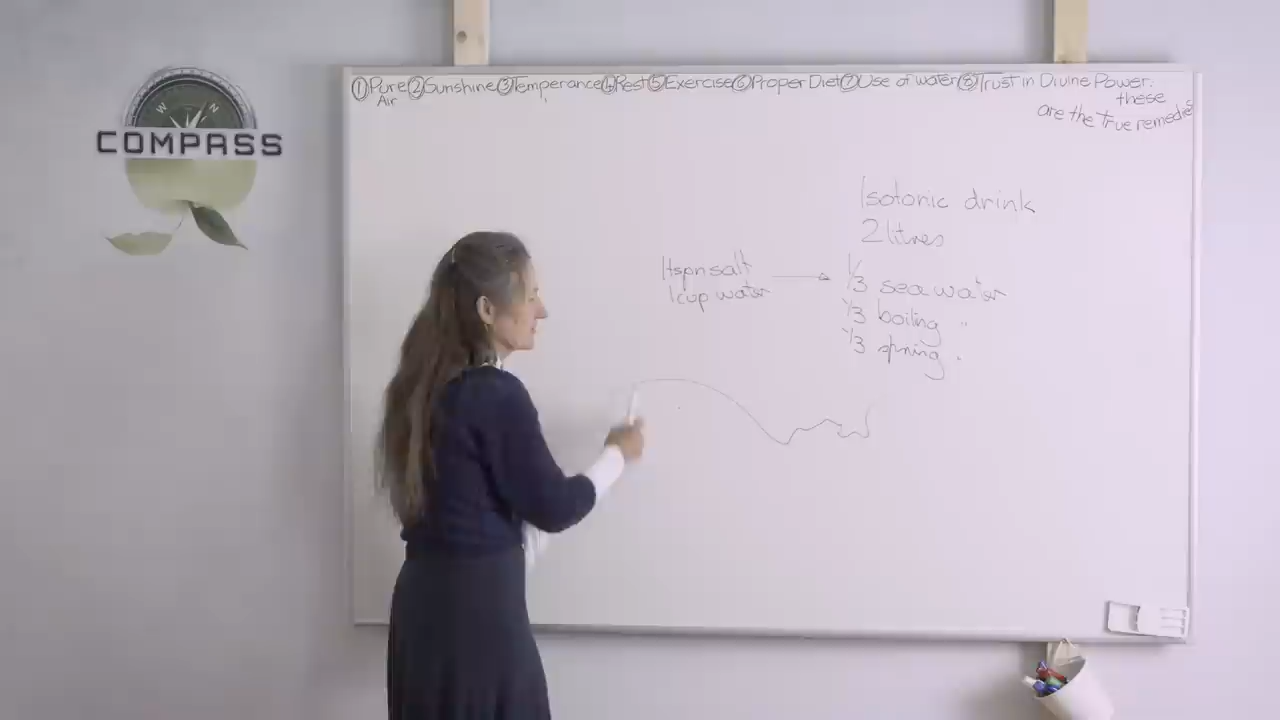 ①Pure ②Sunshine ③Temperance ④Rest ⑤Exercise ⑥Proper Diet ⑦Use of water ⑧Trust in Divine Power.
Air
these
are the true remedies
W N
COMPASS
Isotonic drink
2 litres
1tspn salt
1cup water
1/3 sea water
1/3 boiling "
1/3 spring "